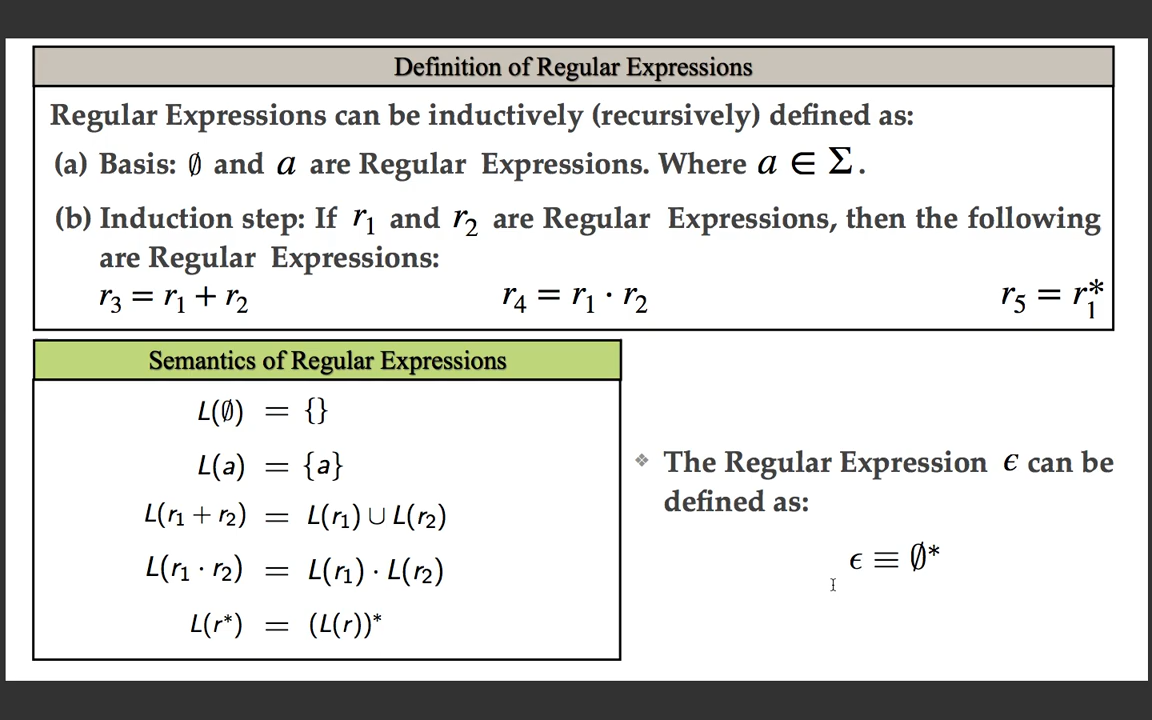 Definition of Regular Expressions
Regular Expressions can be inductively (recursively) defined as:
(a) Basis: ∅ and a are Regular Expressions. Where a ∈ Σ.
(b) Induction step: If r₁ and r₂ are Regular Expressions, then the following
are Regular Expressions:
r₃ = r₁ + r₂ r₄ = r₁ · r₂ r₅ = r₁*
Semantics of Regular Expressions
L(∅) = {}
L(a) = {a}
L(r₁ + r₂) = L(r₁) ∪ L(r₂)
L(r₁ · r₂) = L(r₁) · L(r₂)
L(r*) = (L(r))*
❖ The Regular Expression ϵ can be
defined as:
ϵ ≡ ∅*